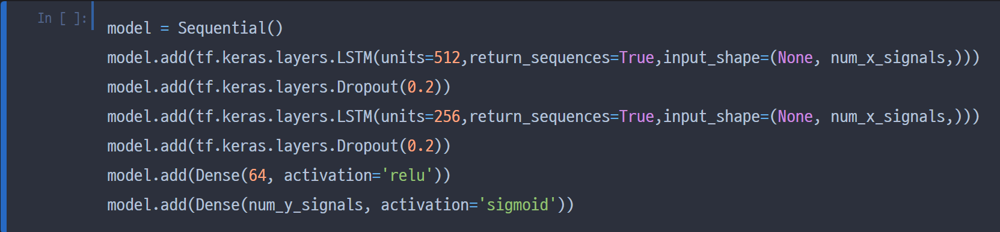 In [ ]:
model = Sequential()
model.add(tf.keras.layers.LSTM(units=512,return_sequences=True,input_shape=(None, num_x_signals,)))
model.add(tf.keras.layers.Dropout(0.2))
model.add(tf.keras.layers.LSTM(units=256,return_sequences=True,input_shape=(None, num_x_signals,)))
model.add(tf.keras.layers.Dropout(0.2))
model.add(Dense(64, activation='relu'))
model.add(Dense(num_y_signals, activation='sigmoid'))